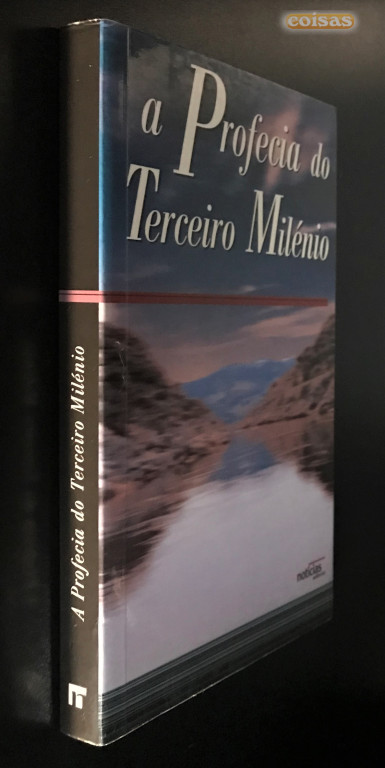 coisas
a Profecia do
Terceiro Milénio
A Profecia do Terceiro Milénio
notícias